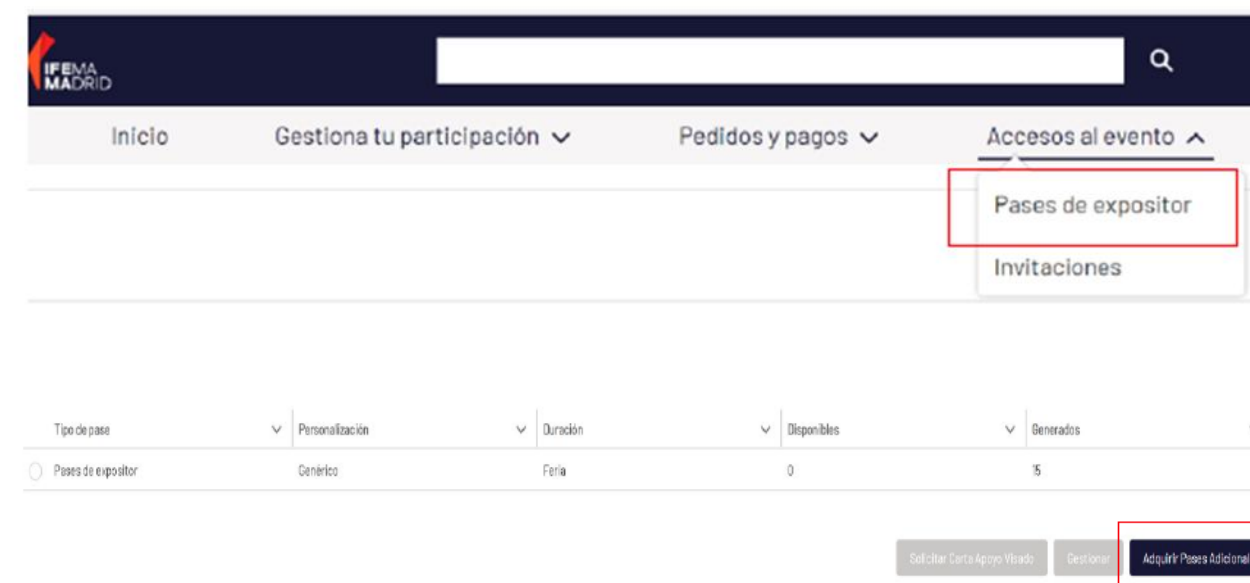 IFEMA
MADRID
Inicio Gestiona tu participación Pedidos y pagos Accesos al evento
Pases de expositor
Invitaciones
Tipo de pase Personalización Duración Disponibles Generados
Pases de expositor Genérico Feria 0 15
Solicitar Carta Apoyo Visado Gestionar Adquirir Pases Adicional